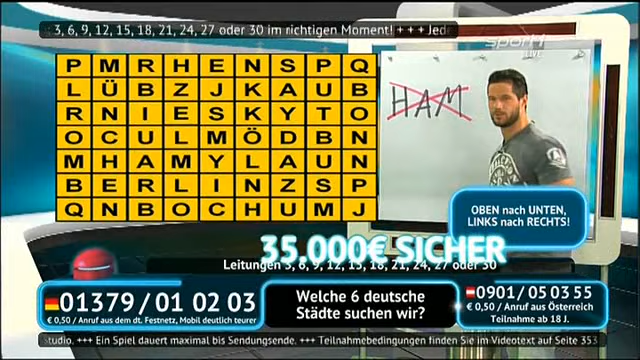 3, 6, 9, 12, 15, 18, 21, 24, 27 oder 30 im richtigen Moment! +++ Jed
sport1
LIVE
P M R H E N S P Q
L Ü B Z J K A U B
R N I E S K Y T O
O C U L M Ö D B N
M H A M Y L A U N
B E R L I N Z S P
Q N B O C H U M J
HAM
OBEN nach UNTEN,
LINKS nach RECHTS!
35.000€ SICHER
Leitungen 3, 6, 9, 12, 15, 18, 21, 24, 27 oder 30
01379 / 01 02 03
€ 0,50 / Anruf aus dem dt. Festnetz, Mobil deutlich teurer
Welche 6 deutsche
Städte suchen wir?
0901 / 05 03 55
€ 0,50 / Anruf aus Österreich
Teilnahme ab 18 J.
studio. +++ Ein Spiel dauert maximal bis Sendungsende. +++ Teilnahmebedingungen finden Sie im Videotext auf Seite 353